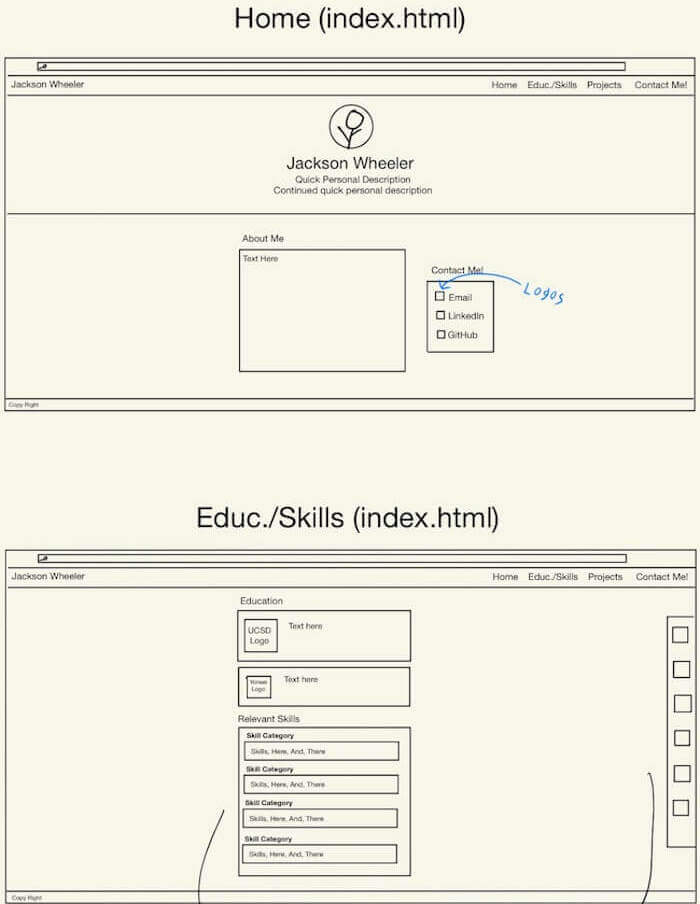 Home (index.html)
Jackson Wheeler Home Educ./Skills Projects Contact Me!
Jackson Wheeler
Quick Personal Description
Continued quick personal description
About Me
Text Here
Contact Me!
Logos
Email
LinkedIn
GitHub
Copy Right
Educ./Skills (index.html)
Jackson Wheeler Home Educ./Skills Projects Contact Me!
Education
UCSD
Logo
Text here
Logo
Text here
Relevant Skills
Skill Category
Skills, Here, And, There
Skill Category
Skills, Here, And, There
Skill Category
Skills, Here, And, There
Skill Category
Skills, Here, And, There
Copy Right